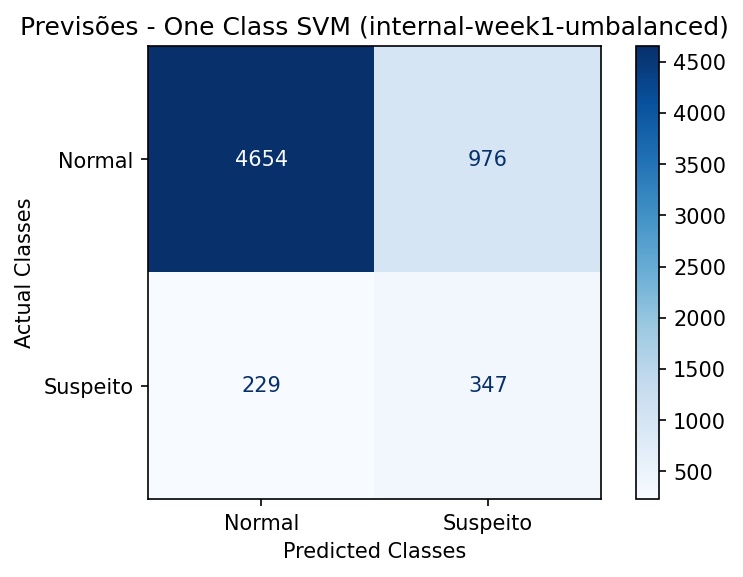 Previsões - One Class SVM (internal-week1-umbalanced)
Actual Classes
Normal
Suspeito
4654
976
229
347
Normal
Suspeito
Predicted Classes
4500
4000
3500
3000
2500
2000
1500
1000
500